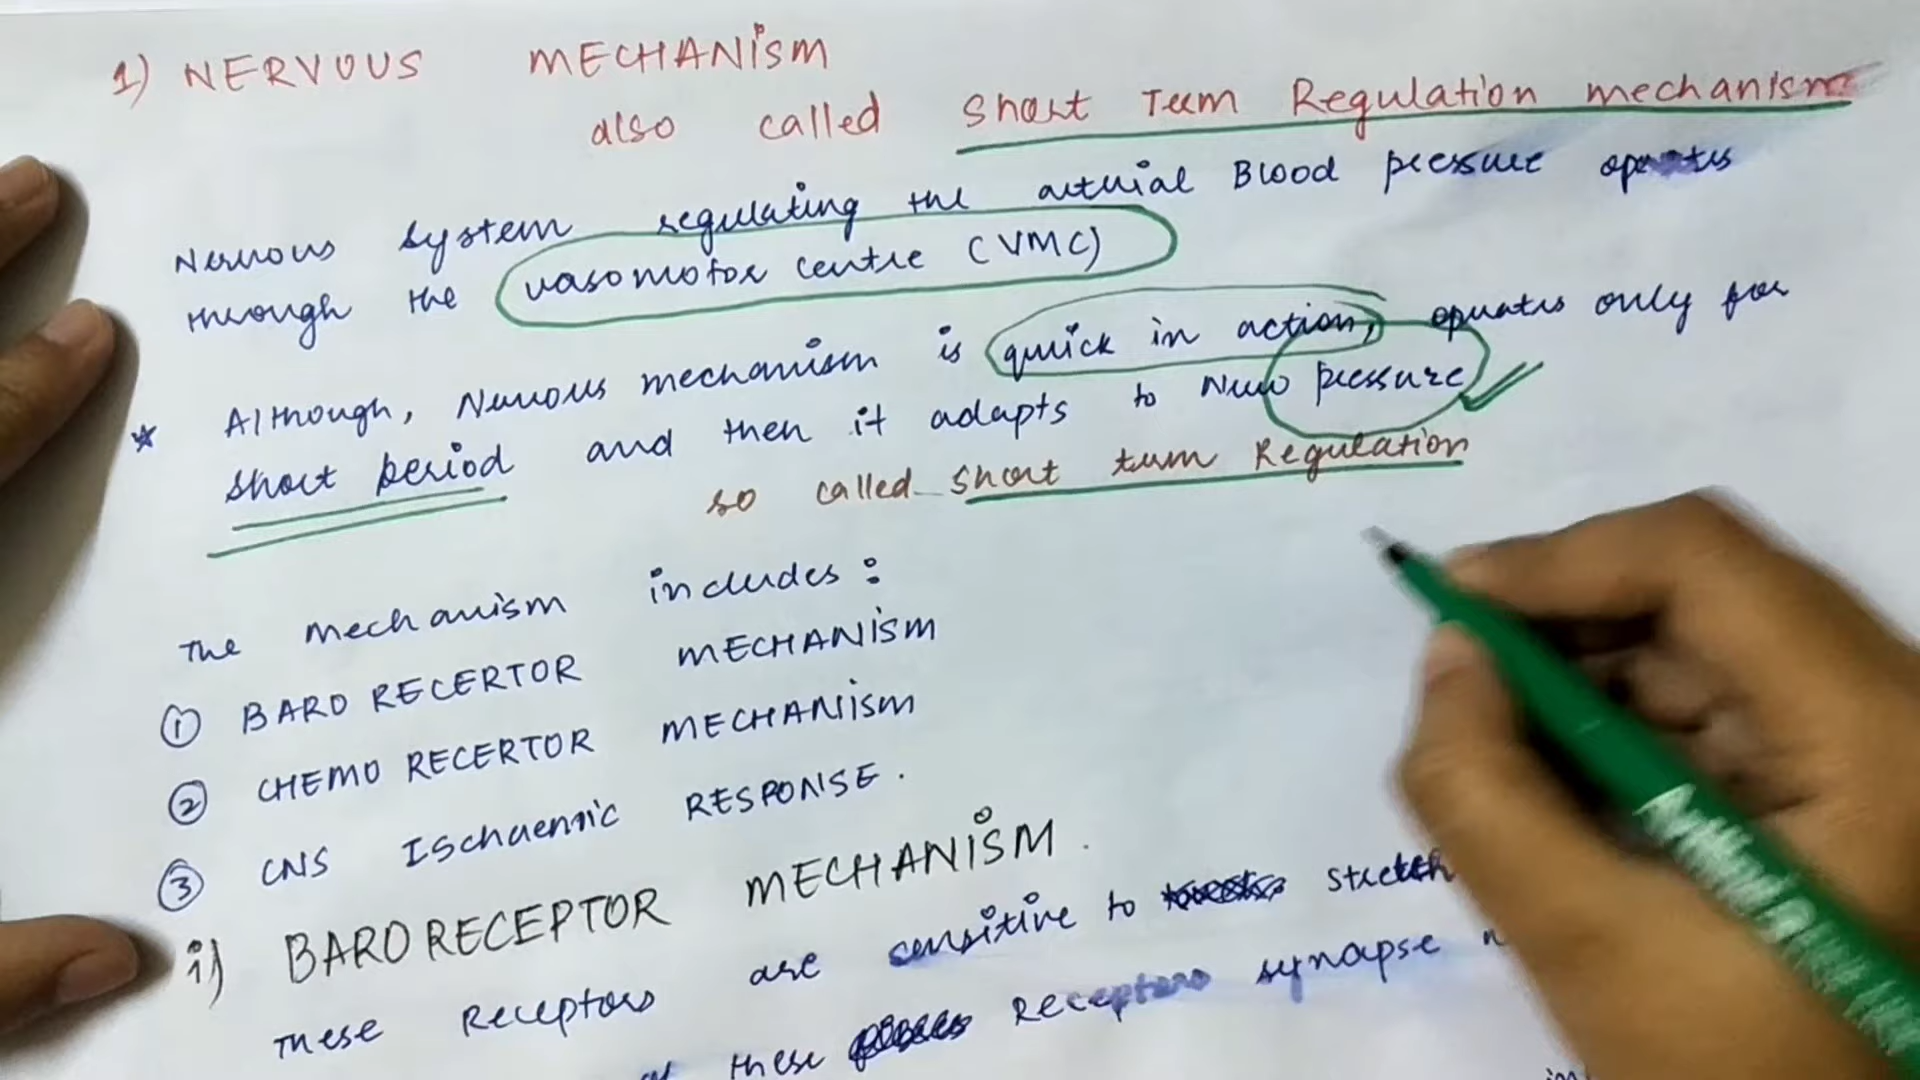 1) NERVOUS MECHANISM
also called Short Term Regulation mechanism
Nervous system regulating the arterial Blood pressure operates
through the vasomotor centre (VMC)
* Although, Nervous mechanism is quick in action, operates only for
short period and then it adapts to New pressure
so called short term Regulation
The mechanism includes:
① BARO RECERTOR MECHANISM
② CHEMO RECERTOR MECHANIism
③ CNS Ischaemic RESPONSE.
i) BARORECEPTOR MECHANISM.
These Receptors are sensitive to stretch
these Receptors synapse